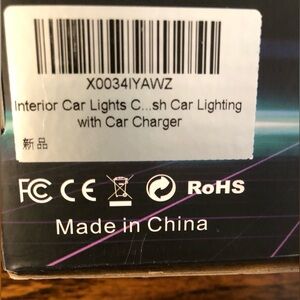 X0034IYAWZ
Interior Car Lights C...sh Car Lighting
with Car Charger
新品
FC CE RoHS
Made in China